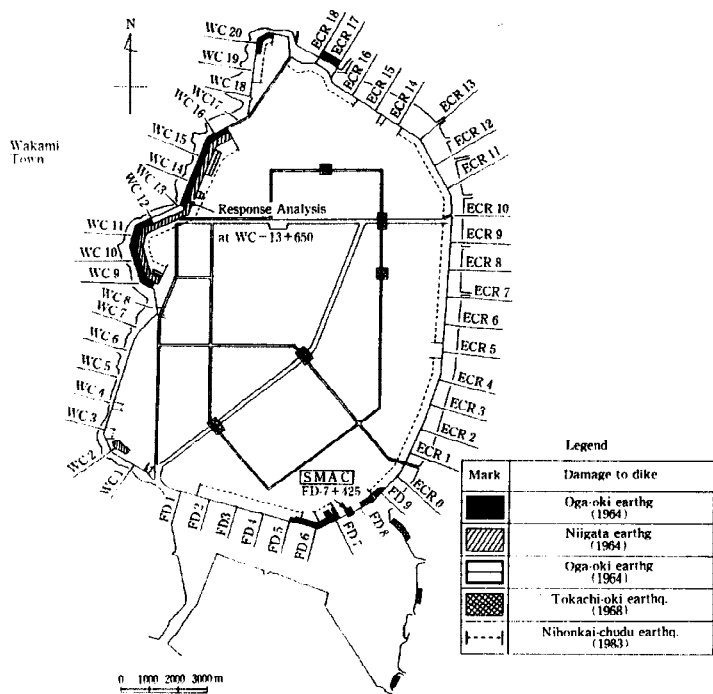 N
WC 20
WC 19
WC 18
WC 17
WC 16
WC 15
WC 14
WC 13
WC 12
WC 11
WC 10
WC 9
WC 8
WC 7
WC 6
WC 5
WC 4
WC 3
WC 2
WC 1
Wakami
Town
ECR 18
ECR 17
ECR 16
ECR 15
ECR 14
ECR 13
ECR 12
ECR 11
ECR 10
ECR 9
ECR 8
ECR 7
ECR 6
ECR 5
ECR 4
ECR 3
ECR 2
ECR 1
ECR 0
Response Analysis
at WC-13+650
SMAC
FD-7+425
FD 1
FD 2
FD3
FD 4
FD 5
FD 6
FD 7
FD 8
FD 9
0 1000 2000 3000 m
Legend
Mark Damage to dike
Oga-oki earthq
(1964)
Niigata earthq
(1964)
Oga-oki earthq
(1964)
Tokachi-oki earthq.
(1968)
Nihonkai-chudu earthq.
(1983)